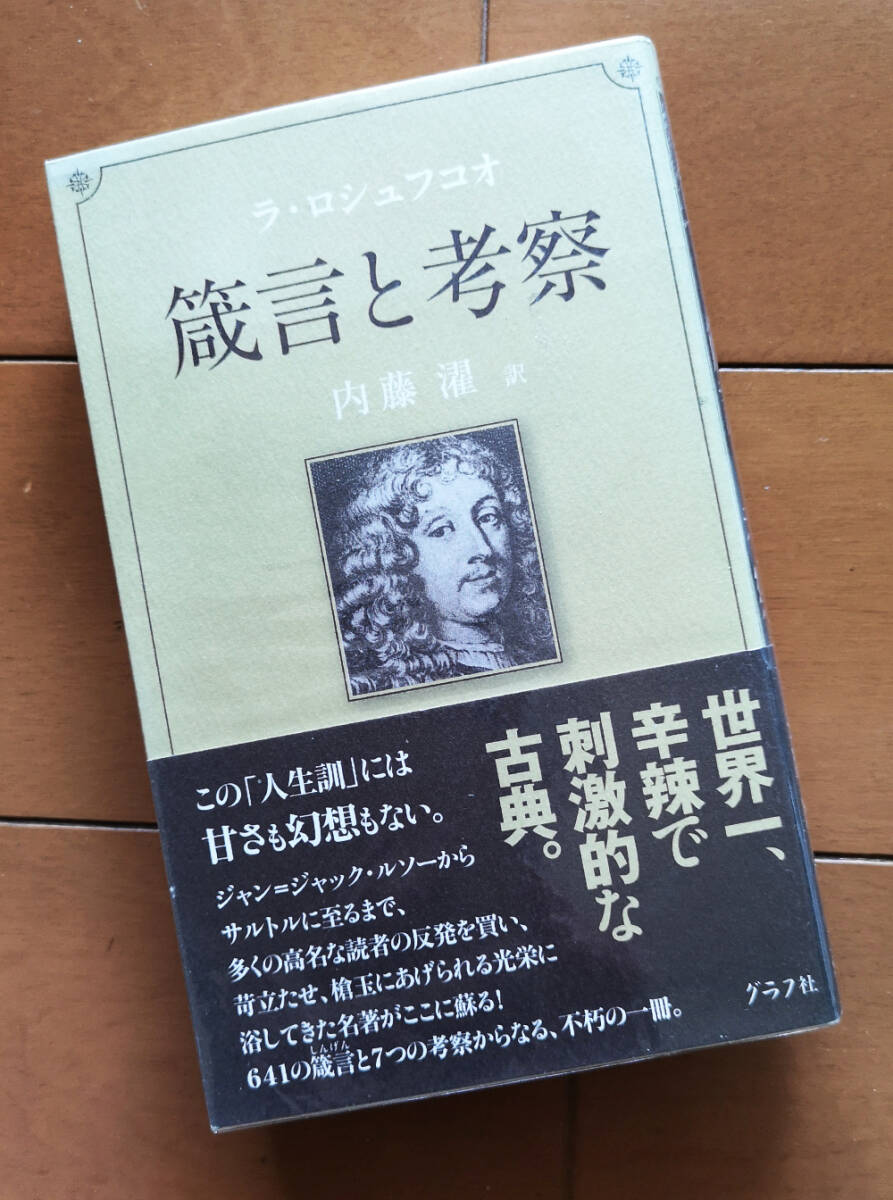 ラ・ロシュフコオ
箴言と考察
内藤 濯 訳
世界一、
辛辣で
刺激的な
古典。
この「人生訓」には
甘さも幻想もない。
ジャン=ジャック・ルソーから
サルトルに至るまで、
多くの高名な読者の反発を買い、
苛立たせ、槍玉にあげられる光栄に
浴してきた名著がここに蘇る!
しんげん
641の箴言と7つの考察からなる、不朽の一冊。
グラフ社